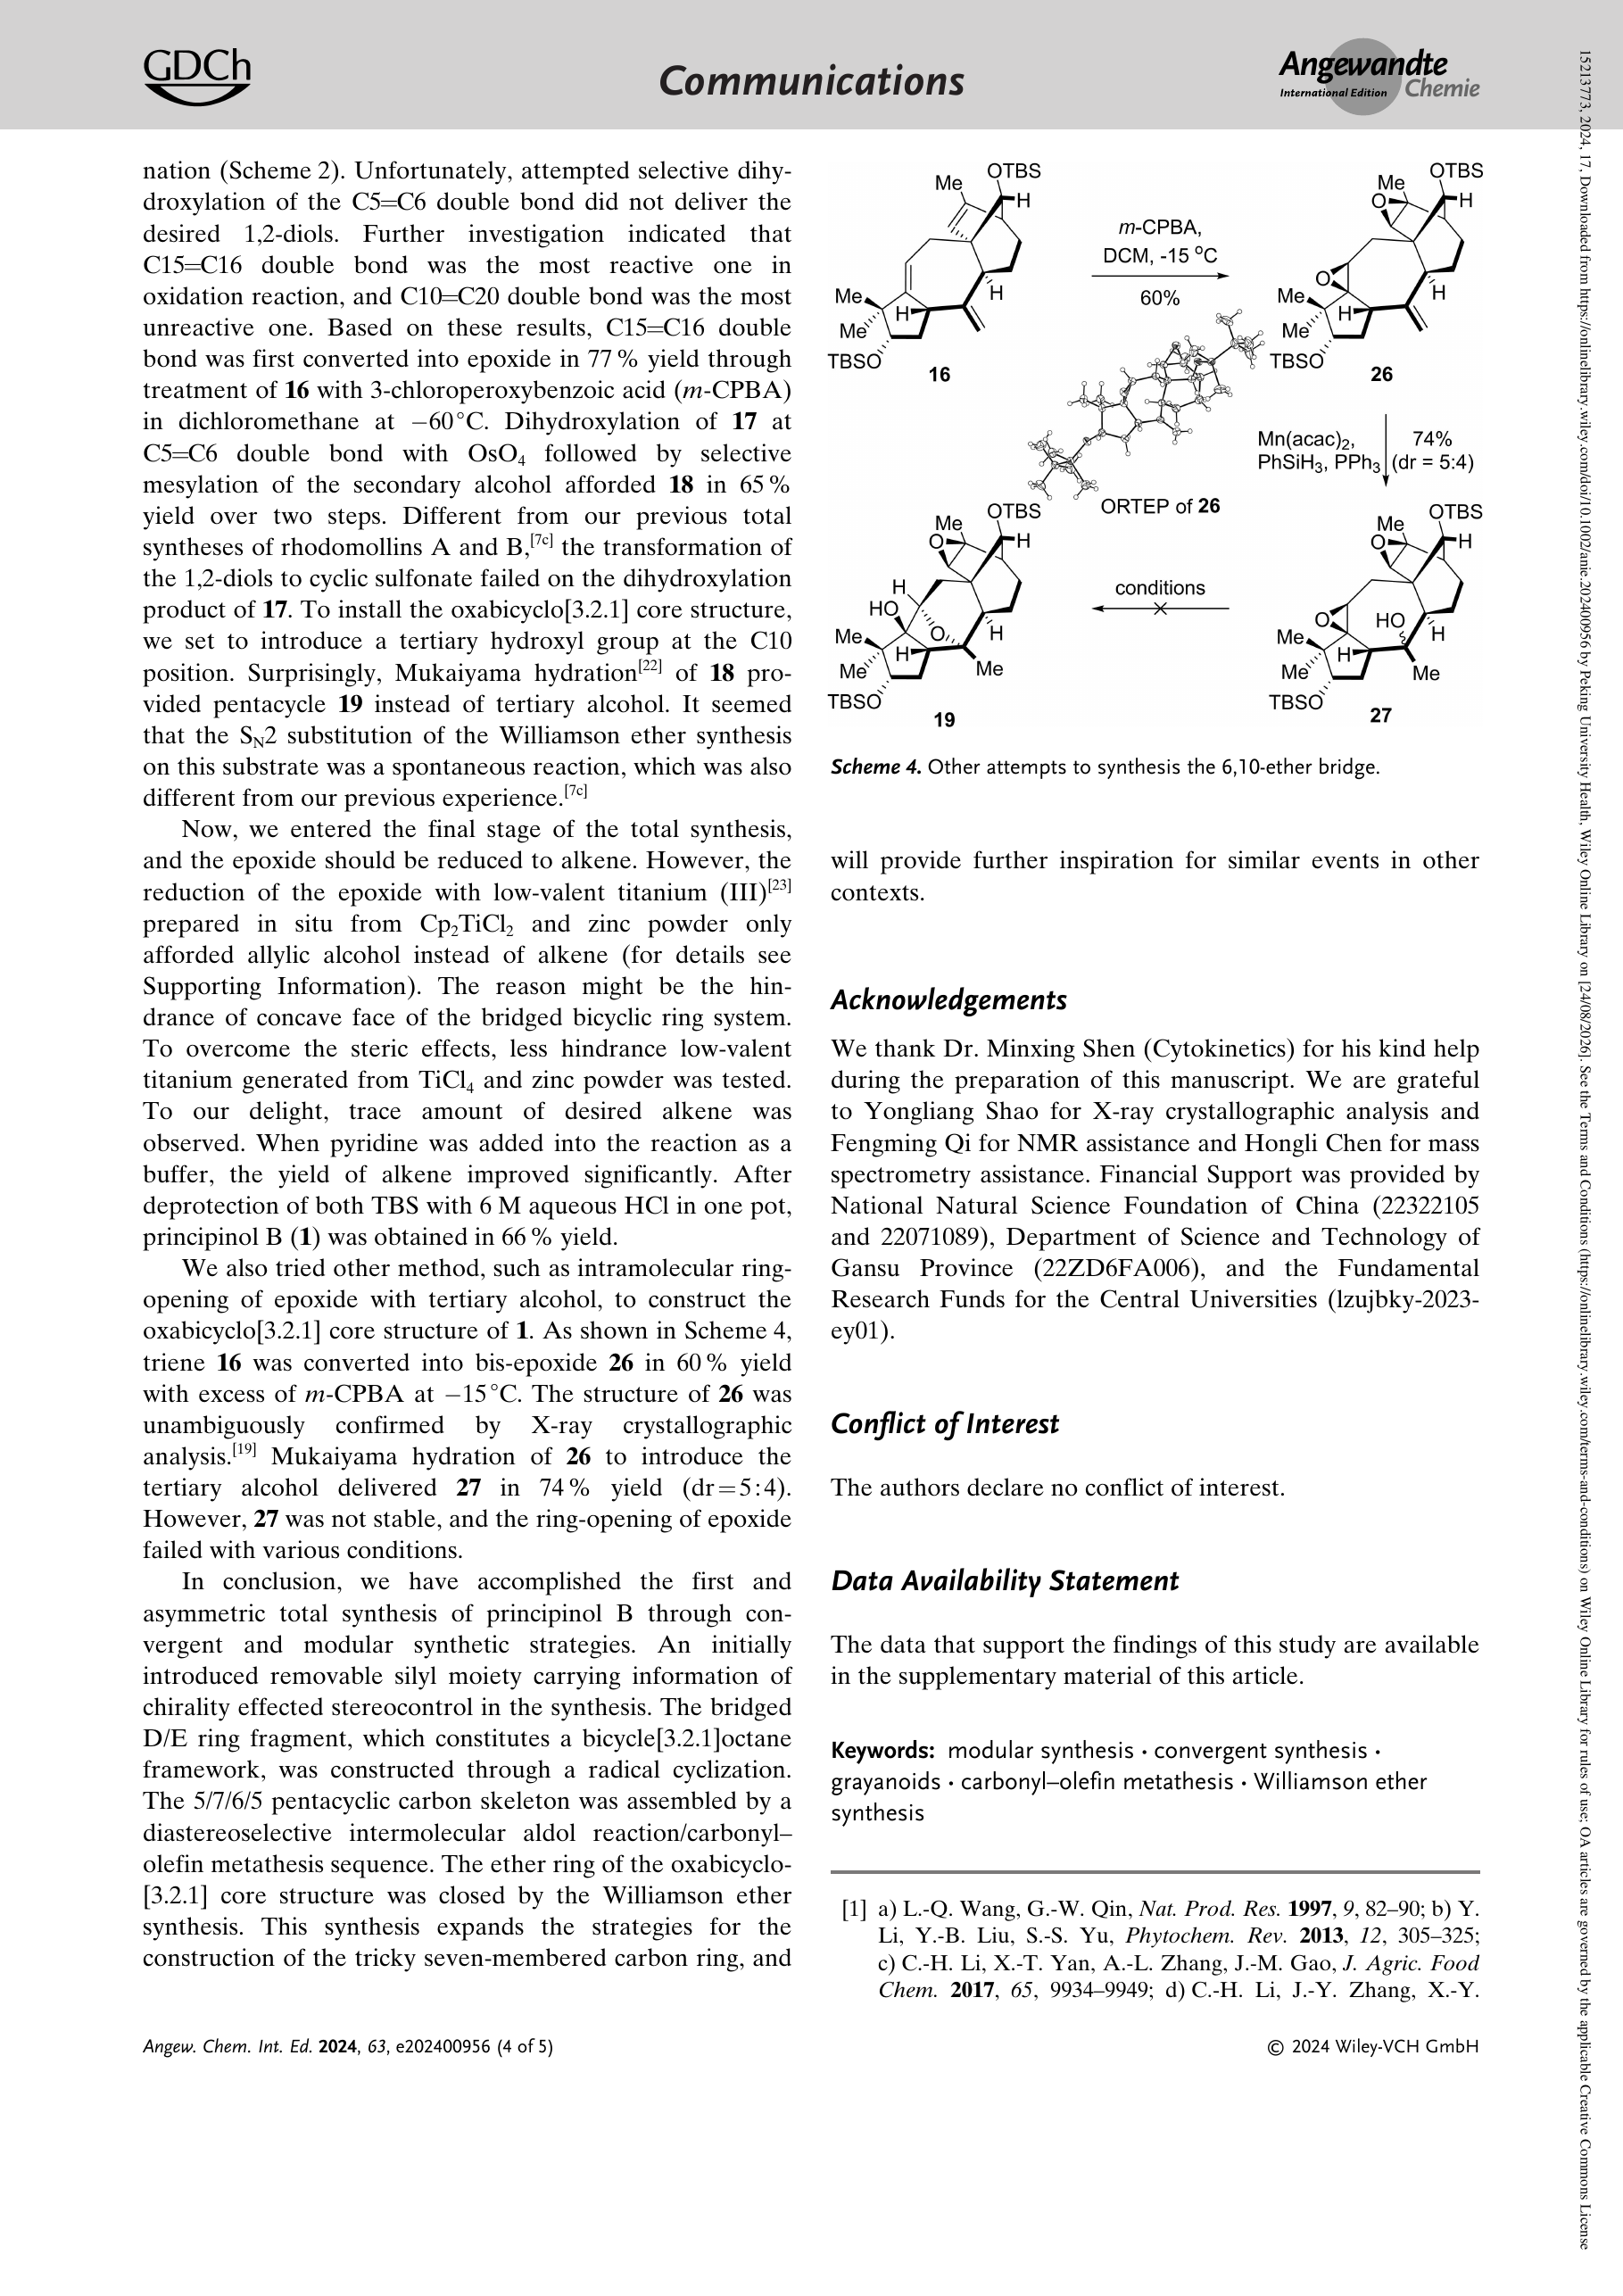 GDCh
Communications
Angewandte
International Edition Chemie
nation (Scheme 2). Unfortunately, attempted selective dihy-
droxylation of the C5=C6 double bond did not deliver the
desired 1,2-diols. Further investigation indicated that
C15=C16 double bond was the most reactive one in
oxidation reaction, and C10=C20 double bond was the most
unreactive one. Based on these results, C15=C16 double
bond was first converted into epoxide in 77 % yield through
treatment of 16 with 3-chloroperoxybenzoic acid (m-CPBA)
in dichloromethane at −60°C. Dihydroxylation of 17 at
C5=C6 double bond with OsO4 followed by selective
mesylation of the secondary alcohol afforded 18 in 65 %
yield over two steps. Different from our previous total
syntheses of rhodomollins A and B,[7c] the transformation of
the 1,2-diols to cyclic sulfonate failed on the dihydroxylation
product of 17. To install the oxabicyclo[3.2.1] core structure,
we set to introduce a tertiary hydroxyl group at the C10
position. Surprisingly, Mukaiyama hydration[22] of 18 pro-
vided pentacycle 19 instead of tertiary alcohol. It seemed
that the SN2 substitution of the Williamson ether synthesis
on this substrate was a spontaneous reaction, which was also
different from our previous experience.[7c]
Now, we entered the final stage of the total synthesis,
and the epoxide should be reduced to alkene. However, the
reduction of the epoxide with low-valent titanium (III)[23]
prepared in situ from Cp2TiCl2 and zinc powder only
afforded allylic alcohol instead of alkene (for details see
Supporting Information). The reason might be the hin-
drance of concave face of the bridged bicyclic ring system.
To overcome the steric effects, less hindrance low-valent
titanium generated from TiCl4 and zinc powder was tested.
To our delight, trace amount of desired alkene was
observed. When pyridine was added into the reaction as a
buffer, the yield of alkene improved significantly. After
deprotection of both TBS with 6 M aqueous HCl in one pot,
principinol B (1) was obtained in 66 % yield.
We also tried other method, such as intramolecular ring-
opening of epoxide with tertiary alcohol, to construct the
oxabicyclo[3.2.1] core structure of 1. As shown in Scheme 4,
triene 16 was converted into bis-epoxide 26 in 60 % yield
with excess of m-CPBA at −15°C. The structure of 26 was
unambiguously confirmed by X-ray crystallographic
analysis.[19] Mukaiyama hydration of 26 to introduce the
tertiary alcohol delivered 27 in 74 % yield (dr=5:4).
However, 27 was not stable, and the ring-opening of epoxide
failed with various conditions.
In conclusion, we have accomplished the first and
asymmetric total synthesis of principinol B through con-
vergent and modular synthetic strategies. An initially
introduced removable silyl moiety carrying information of
chirality effected stereocontrol in the synthesis. The bridged
D/E ring fragment, which constitutes a bicycle[3.2.1]octane
framework, was constructed through a radical cyclization.
The 5/7/6/5 pentacyclic carbon skeleton was assembled by a
diastereoselective intermolecular aldol reaction/carbonyl–
olefin metathesis sequence. The ether ring of the oxabicyclo-
[3.2.1] core structure was closed by the Williamson ether
synthesis. This synthesis expands the strategies for the
construction of the tricky seven-membered carbon ring, and
OTBS
Me
H
Me
H
H
Me
TBSO
16
m-CPBA,
DCM, -15 °C
60%
OTBS
Me
O
H
O
Me
H
H
Me
TBSO
26
ORTEP of 26
Mn(acac)2,
PhSiH3, PPh3
74%
(dr = 5:4)
OTBS
Me
O
H
H
HO
O
Me
H
H
Me
Me
TBSO
19
conditions
OTBS
Me
O
H
O
HO
Me
H
H
Me
Me
TBSO
27
Scheme 4. Other attempts to synthesis the 6,10-ether bridge.
will provide further inspiration for similar events in other
contexts.
Acknowledgements
We thank Dr. Minxing Shen (Cytokinetics) for his kind help
during the preparation of this manuscript. We are grateful
to Yongliang Shao for X-ray crystallographic analysis and
Fengming Qi for NMR assistance and Hongli Chen for mass
spectrometry assistance. Financial Support was provided by
National Natural Science Foundation of China (22322105
and 22071089), Department of Science and Technology of
Gansu Province (22ZD6FA006), and the Fundamental
Research Funds for the Central Universities (lzujbky-2023-
ey01).
Conflict of Interest
The authors declare no conflict of interest.
Data Availability Statement
The data that support the findings of this study are available
in the supplementary material of this article.
Keywords: modular synthesis · convergent synthesis ·
grayanoids · carbonyl–olefin metathesis · Williamson ether
synthesis
[1] a) L.-Q. Wang, G.-W. Qin, Nat. Prod. Res. 1997, 9, 82–90; b) Y.
Li, Y.-B. Liu, S.-S. Yu, Phytochem. Rev. 2013, 12, 305–325;
c) C.-H. Li, X.-T. Yan, A.-L. Zhang, J.-M. Gao, J. Agric. Food
Chem. 2017, 65, 9934–9949; d) C.-H. Li, J.-Y. Zhang, X.-Y.
Angew. Chem. Int. Ed. 2024, 63, e202400956 (4 of 5)
© 2024 Wiley-VCH GmbH
15213773, 2024, 17, Downloaded from https://onlinelibrary.wiley.com/doi/10.1002/anie.202400956 by Peking University Health, Wiley Online Library on [24/08/2026]. See the Terms and Conditions (https://onlinelibrary.wiley.com/terms-and-conditions) on Wiley Online Library for rules of use; OA articles are governed by the applicable Creative Commons License